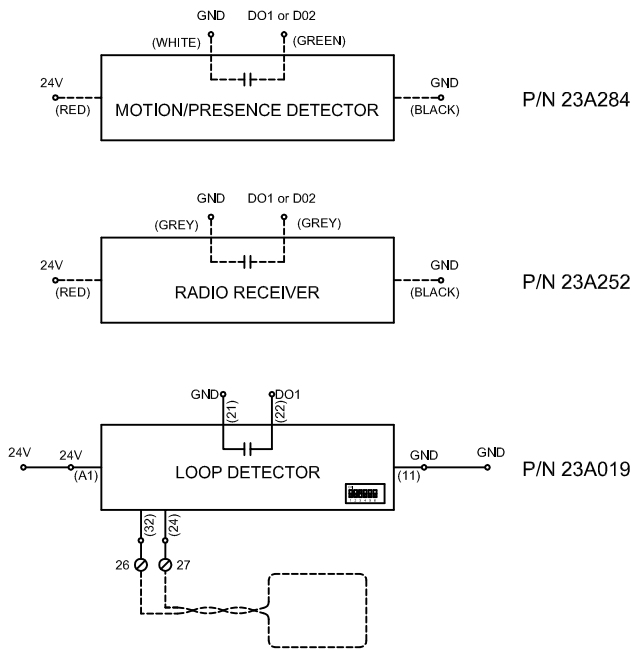 GND DO1 or D02
(WHITE) (GREEN)
24V GND
(RED) MOTION/PRESENCE DETECTOR (BLACK) P/N 23A284
GND DO1 or D02
(GREY) (GREY)
24V GND
(RED) RADIO RECEIVER (BLACK) P/N 23A252
GND DO1
(21) (22)
24V 24V GND GND
(A1) LOOP DETECTOR (11) P/N 23A019
(32) (24)
26 27